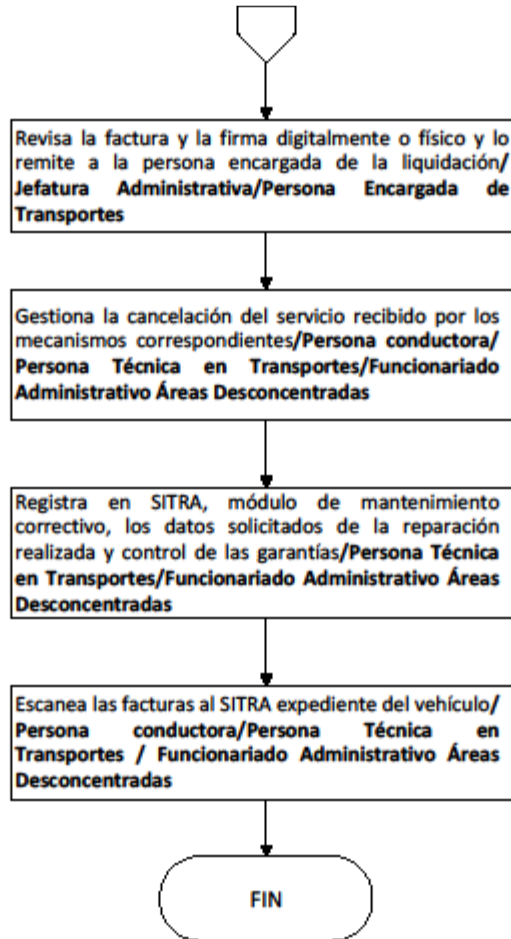 Revisa la factura y la firma digitalmente o físico y lo
remite a la persona encargada de la liquidación/
Jefatura Administrativa/Persona Encargada de
Transportes
Gestiona la cancelación del servicio recibido por los
mecanismos correspondientes/Persona conductora/
Persona Técnica en Transportes/Funcionariado
Administrativo Áreas Desconcentradas
Registra en SITRA, módulo de mantenimiento
correctivo, los datos solicitados de la reparación
realizada y control de las garantías/Persona Técnica
en Transportes/Funcionariado Administrativo Áreas
Desconcentradas
Escanea las facturas al SITRA expediente del vehículo/
Persona conductora/Persona Técnica en
Transportes / Funcionariado Administrativo Áreas
Desconcentradas
FIN